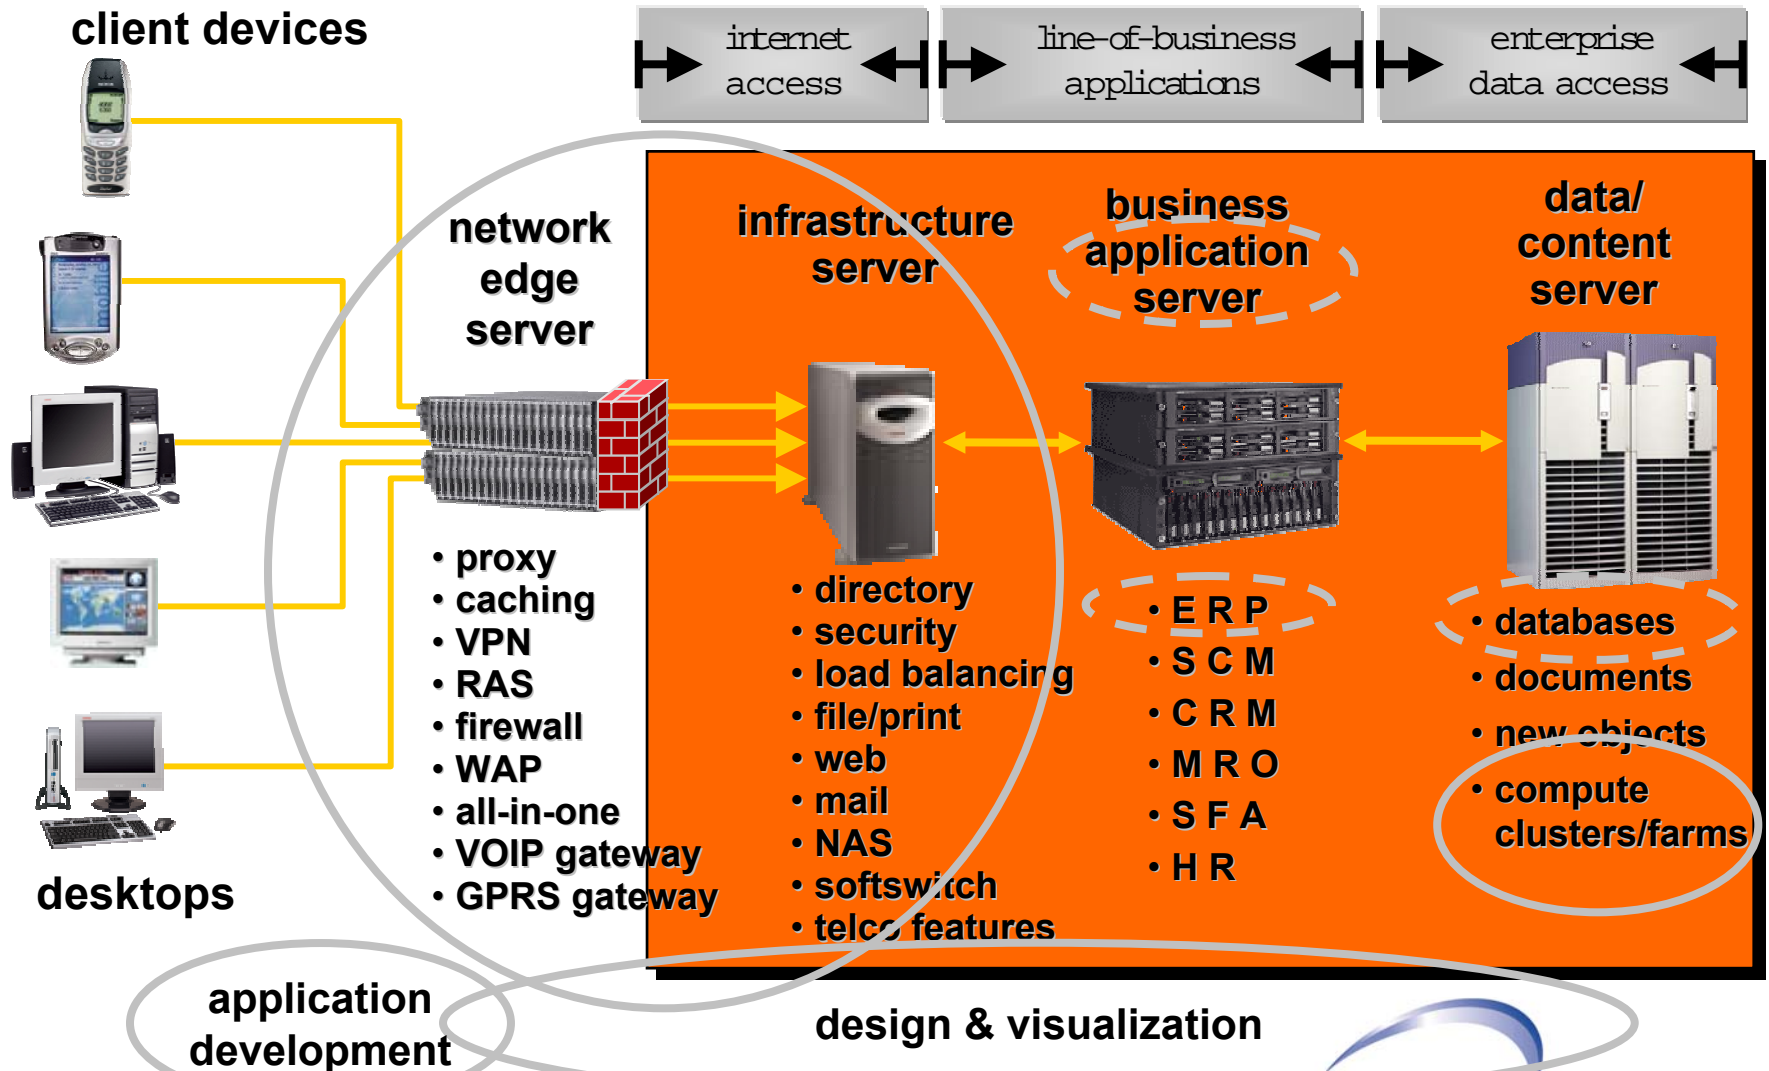 client devices
internet
access
line-of-business
applications
enterprise
data access
network
edge
server
infrastructure
server
business
application
server
data/
content
server
• proxy
• caching
• VPN
• RAS
• firewall
• WAP
• all-in-one
• VOIP gateway
• GPRS gateway
• directory
• security
• load balancing
• file/print
• web
• mail
• NAS
• softswitch
• telco features
• E R P
• S C M
• C R M
• M R O
• S F A
• H R
• databases
• documents
• new objects
• compute
clusters/farms
desktops
application
development
design & visualization